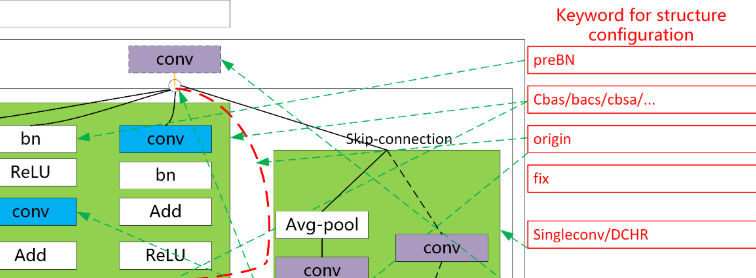 Keyword for structure
configuration
conv
preBN
Cbas/bacs/cbsa/...
bn
conv
Skip-connection
origin
ReLU
bn
fix
conv
Add
Avg-pool
Singleconv/DCHR
Add
ReLU
conv
conv